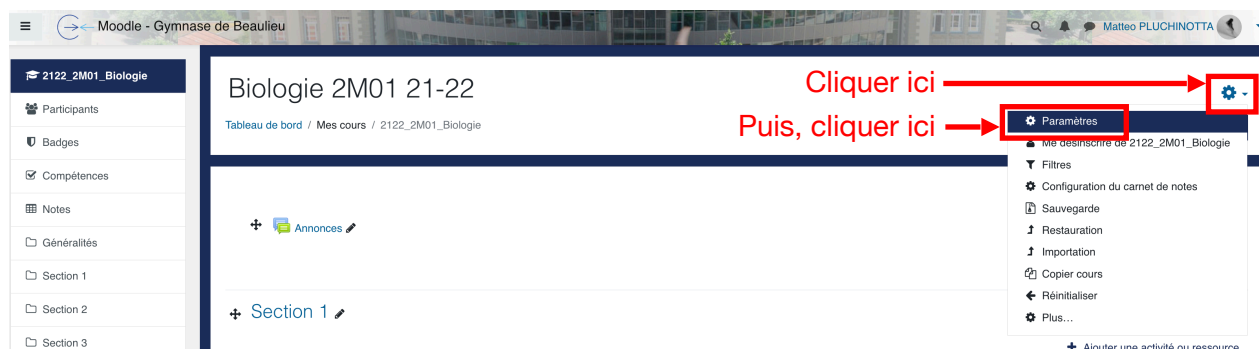 Moodle - Gymnase de Beaulieu
Matteo PLUCHINOTTA
2122_2M01_Biologie
Participants
Badges
Compétences
Notes
Généralités
Section 1
Section 2
Section 3
Biologie 2M01 21-22
Tableau de bord / Mes cours / 2122_2M01_Biologie
Cliquer ici
Puis, cliquer ici
Paramètres
Me désinscrire de 2122_2M01_Biologie
Filtres
Configuration du carnet de notes
Sauvegarde
Restauration
Importation
Copier cours
Réinitialiser
Plus...
Annonces
Section 1
Ajouter une activité ou ressource